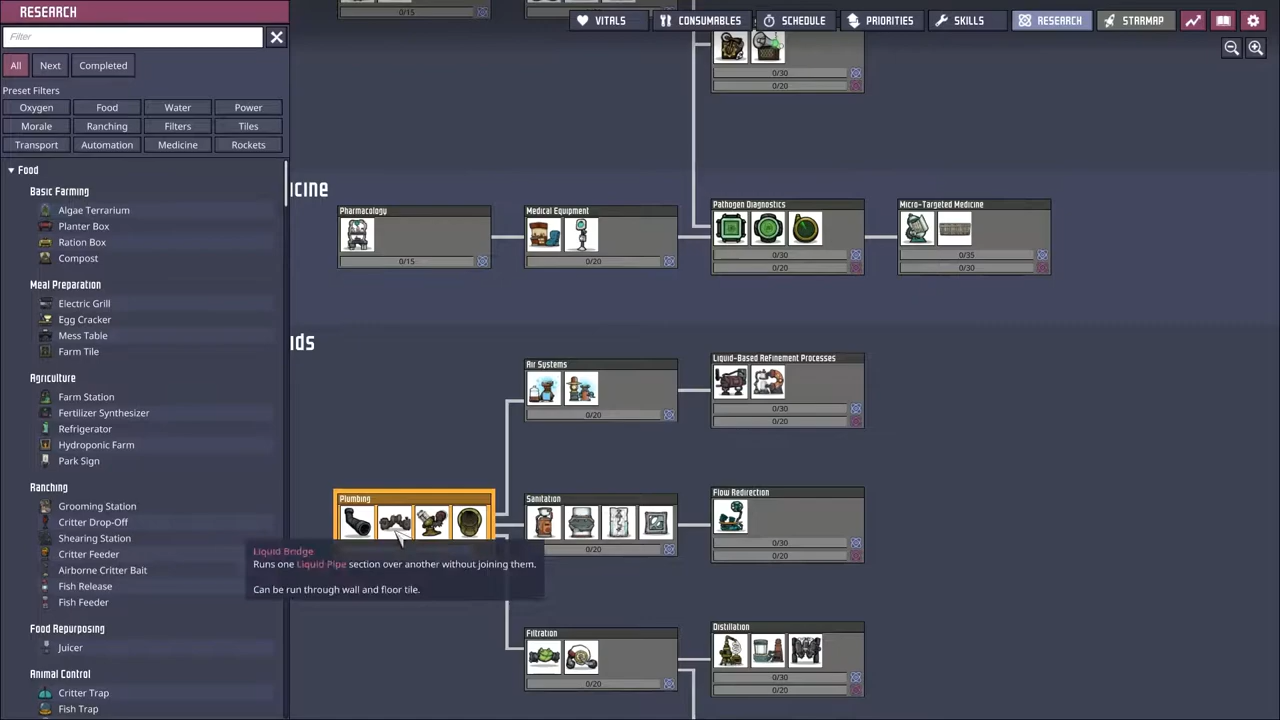 RESEARCH
VITALS
CONSUMABLES
SCHEDULE
PRIORITIES
SKILLS
RESEARCH
STARMAP
Filter
All
Next
Completed
Preset Filters
Oxygen
Food
Water
Power
Morale
Ranching
Filters
Tiles
Transport
Automation
Medicine
Rockets
Food
Basic Farming
Algae Terrarium
Planter Box
Ration Box
Compost
Meal Preparation
Electric Grill
Egg Cracker
Mess Table
Farm Tile
Agriculture
Farm Station
Fertilizer Synthesizer
Refrigerator
Hydroponic Farm
Park Sign
Ranching
Grooming Station
Critter Drop-Off
Shearing Station
Critter Feeder
Airborne Critter Bait
Fish Release
Fish Feeder
Food Repurposing
Juicer
Animal Control
Critter Trap
Fish Trap
0/15
0/30
0/20
icine
Pharmacology
0/15
Medical Equipment
0/20
Pathogen Diagnostics
0/30
0/20
Micro-Targeted Medicine
0/35
0/30
ids
Air Systems
0/20
Liquid-Based Refinement Processes
0/30
0/20
Plumbing
Sanitation
0/20
Flow Redirection
0/30
0/20
Liquid Bridge
Runs one Liquid Pipe section over another without joining them.
Can be run through wall and floor tile.
Filtration
0/20
Distillation
0/30
0/20